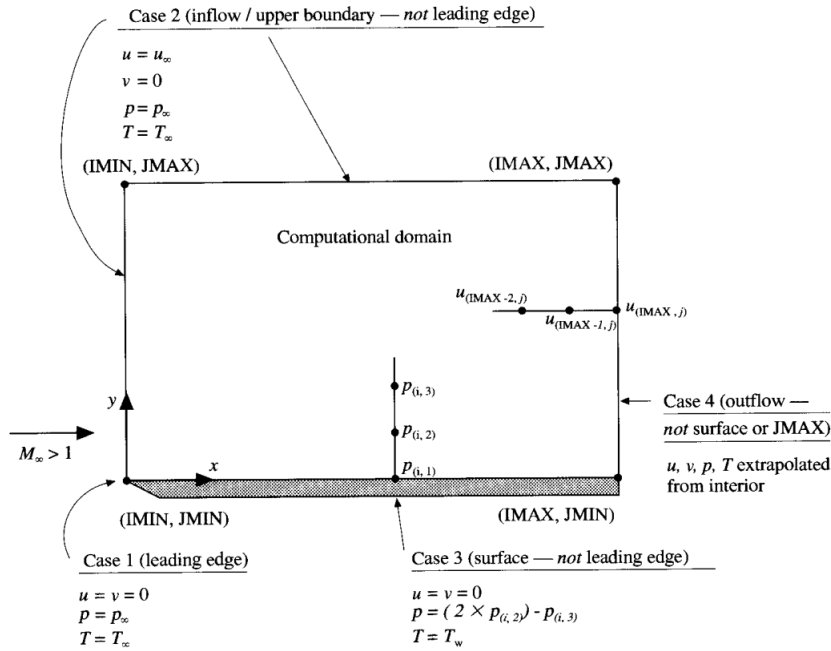 Case 2 (inflow / upper boundary — not leading edge)
u = u∞
v = 0
p = p∞
T = T∞
(IMIN, JMAX)
(IMAX, JMAX)
Computational domain
u(IMAX -2, j)
u(IMAX -1, j)
u(IMAX , j)
p(i, 3)
p(i, 2)
p(i, 1)
y
x
M∞ > 1
Case 4 (outflow —
not surface or JMAX)
u, v, p, T extrapolated
from interior
(IMIN, JMIN)
(IMAX, JMIN)
Case 1 (leading edge)
u = v = 0
p = p∞
T = T∞
Case 3 (surface — not leading edge)
u = v = 0
p = ( 2 × p(i, 2)) - p(i, 3)
T = Tw